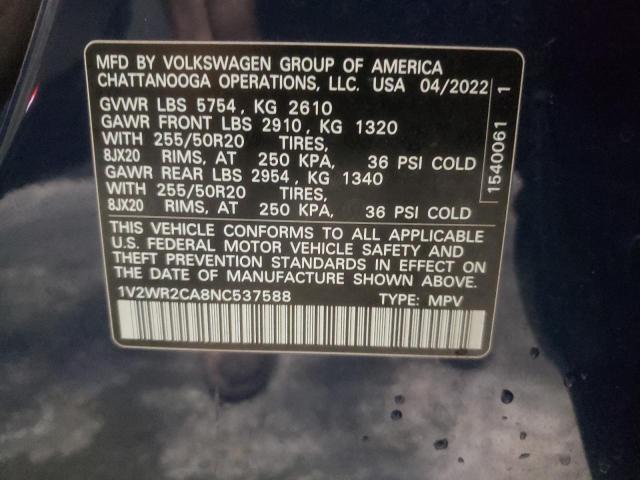 MFD BY VOLKSWAGEN GROUP OF AMERICA
CHATTANOOGA OPERATIONS, LLC. USA 04/2022
GVWR LBS 5754, KG 2610
GAWR FRONT LBS 2910, KG 1320
WITH 255/50R20 TIRES,
8JX20 RIMS, AT 250 KPA, 36 PSI COLD
GAWR REAR LBS 2954, KG 1340
WITH 255/50R20 TIRES,
8JX20 RIMS, AT 250 KPA, 36 PSI COLD
THIS VEHICLE CONFORMS TO ALL APPLICABLE
U.S. FEDERAL MOTOR VEHICLE SAFETY AND
THEFT PREVENTION STANDARDS IN EFFECT ON
THE DATE OF MANUFACTURE SHOWN ABOVE.
1V2WR2CA8NC537588 TYPE: MPV
1540061 1